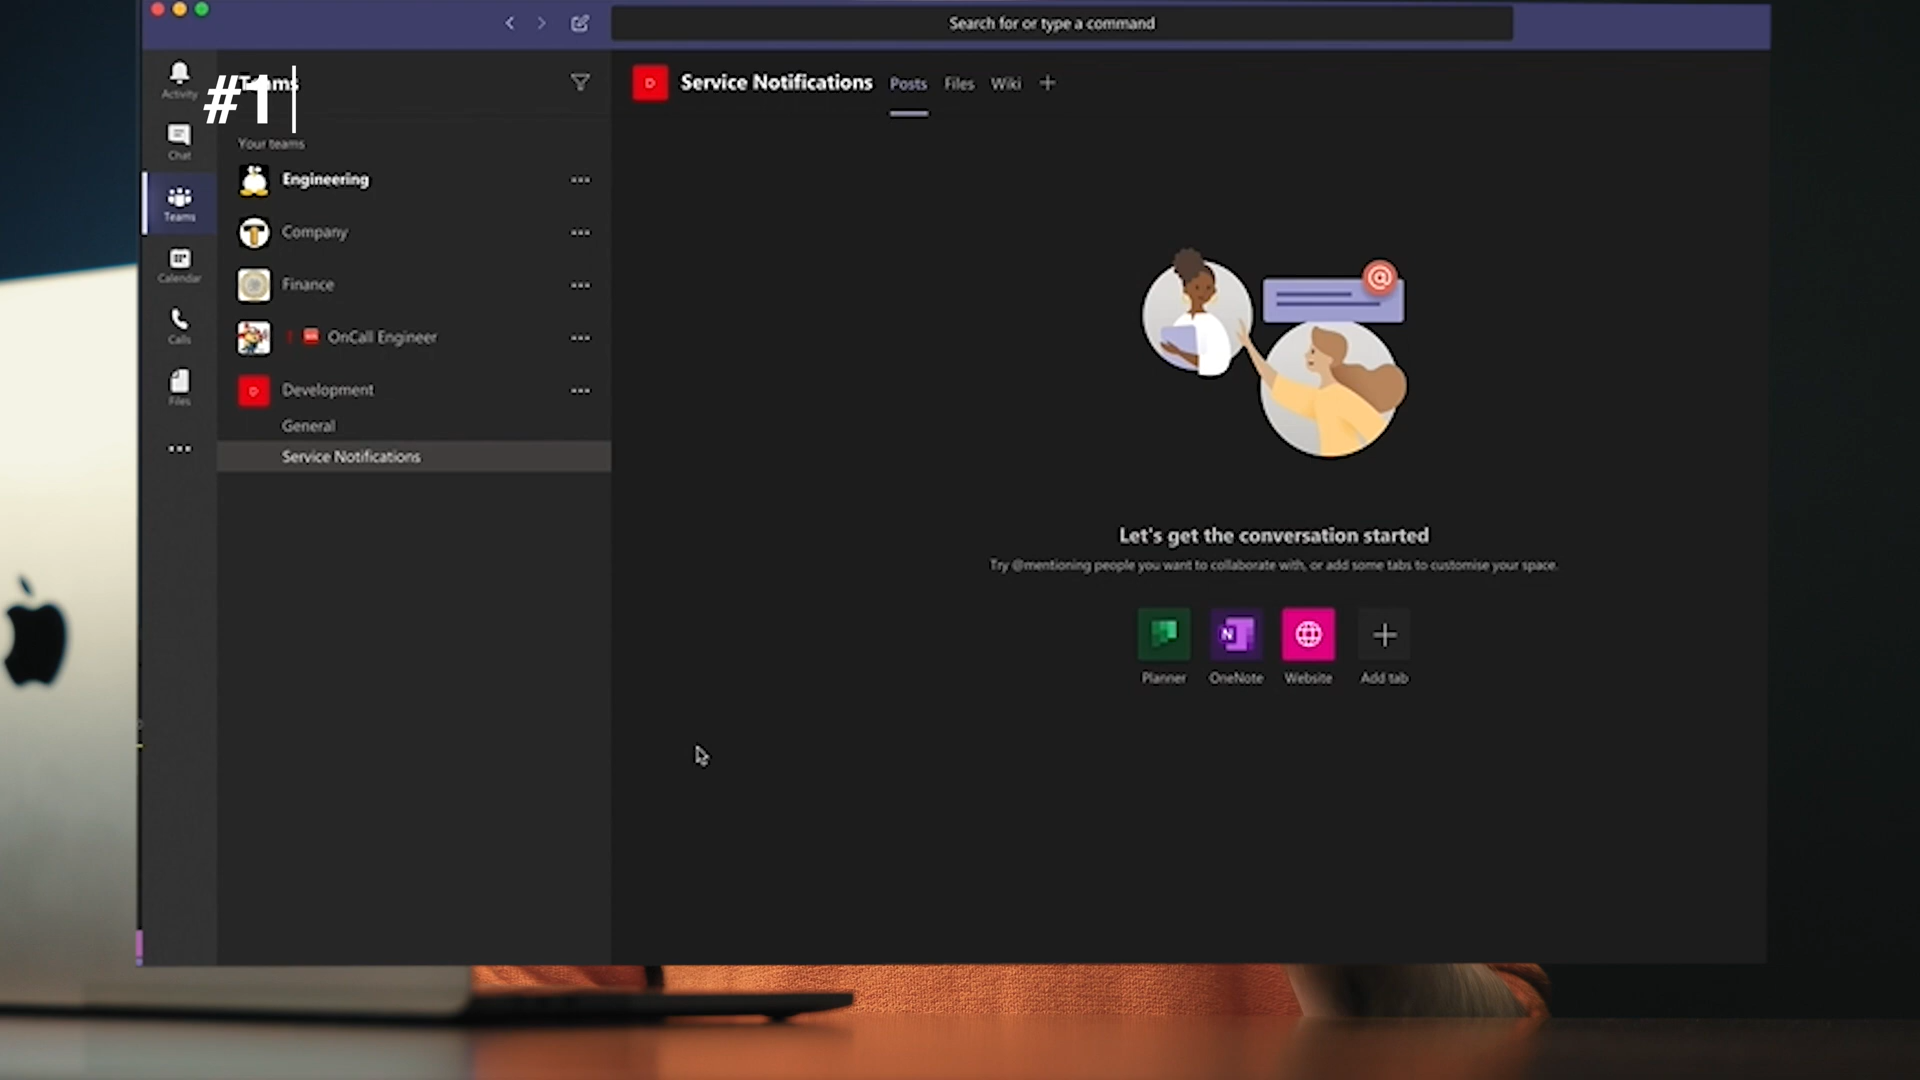 Search for or type a command
Activity
#1
Teams
Service Notifications
Posts
Files
Wiki
Chat
Your teams
Engineering
Teams
Company
Calendar
Finance
Calls
OnCall Engineer
Files
Development
General
Service Notifications
Let's get the conversation started
Try @mentioning people you want to collaborate with, or add some tabs to customise your space.
N
Planner
OneNote
Website
Add tab